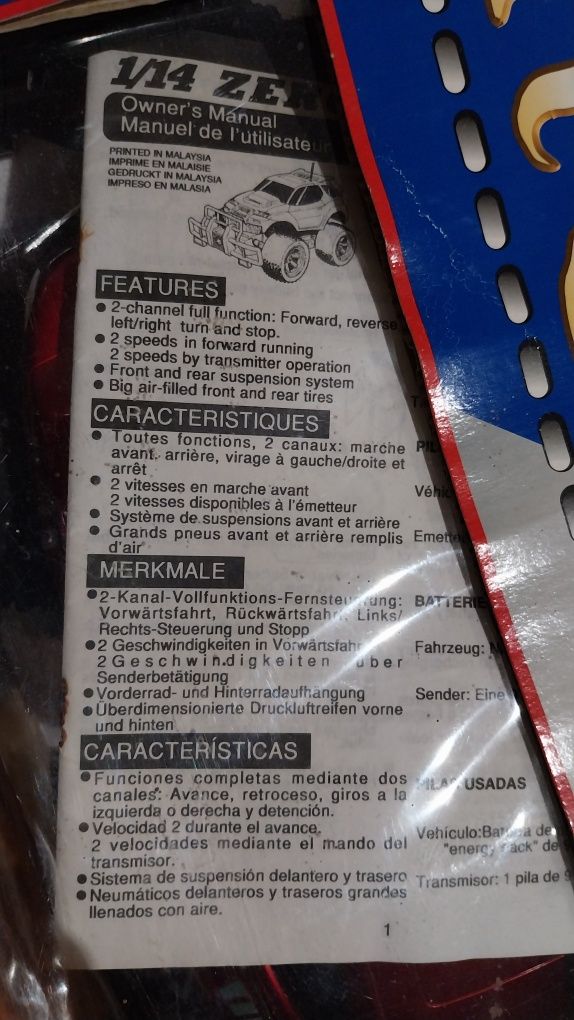 1/14
Owner's Manual
Manuel de l'utilisateur
PRINTED IN MALAYSIA
IMPRIME EN MALAISIE
GEDRUCKT IN MALAYSIA
IMPRESO EN MALASIA
FEATURES
● 2-channel full function: Forward, reverse
left/right turn and stop.
● 2 speeds in forward running
2 speeds by transmitter operation
● Front and rear suspension system
● Big air-filled front and rear tires
CARACTERISTIQUES
● Toutes fonctions, 2 canaux: marche
avant. arrière, virage à gauche/droite et
arrêt
● 2 vitesses en marche avant
2 vitesses disponibles à l'émetteur
● Système de suspensions avant et arrière
● Grands pneus avant et arrière remplis
d'air
MERKMALE
● 2-Kanal-Vollfunktions-Fernsteuerung:
Vorwärtsfahrt, Rückwärtsfahrt, Links/
Rechts-Steuerung und Stopp
● 2 Geschwindigkeiten in Vorwärtsfahr
2 Geschwindigkeiten über
Senderbetätigung
● Vorderrad- und Hinterradaufhängung
● Überdimensionierte Druckluftreifen vorne
und hinten
CARACTERÍSTICAS
● Funciones completas mediante dos
canales: Avance, retroceso, giros a la
izquierda o derecha y detención.
● Velocidad 2 durante el avance.
2 velocidades mediante el mando del
transmisor.
● Sistema de suspensión delantero y trasero
● Neumáticos delanteros y traseros grandes
llenados con aire.
BATTERIE
Fahrzeug:
Sender: Eine
PILAS USADAS
Vehículo: Batería de
"energy pack" de
Transmisor: 1 pila de 9
1